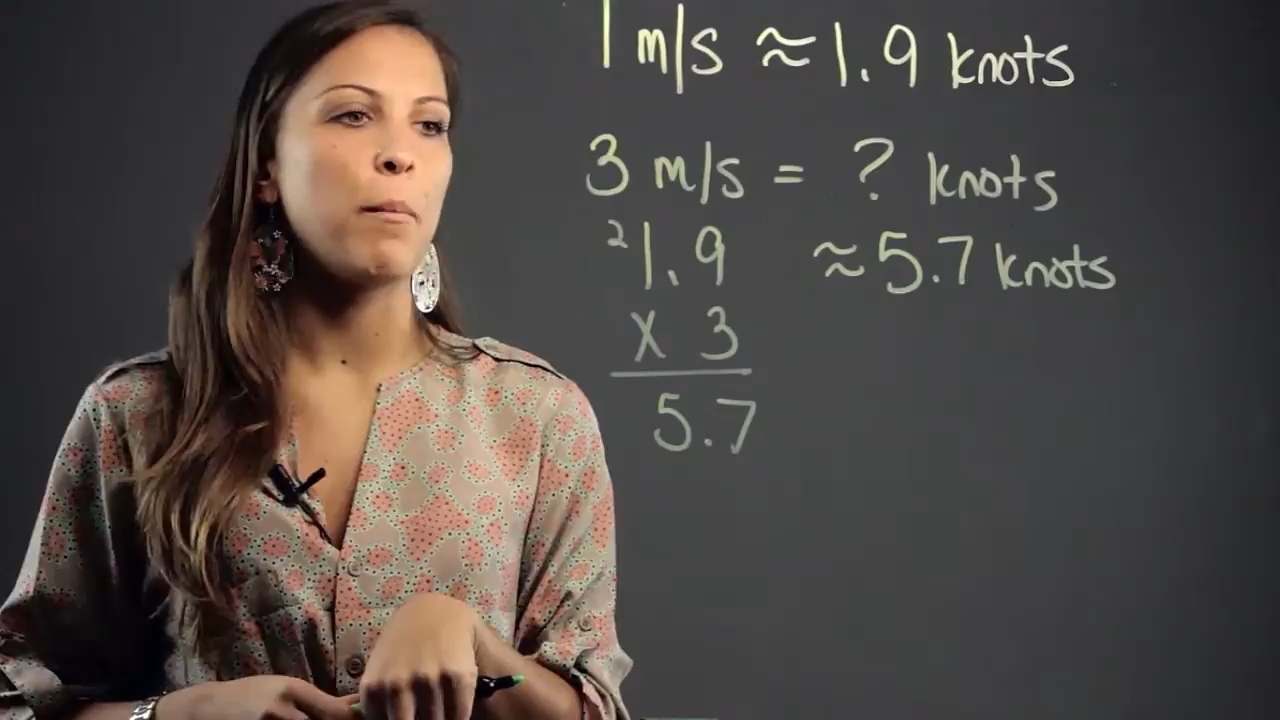 1 m/s ≈ 1.9 knots
3 m/s = ? knots
²1.9 ≈ 5.7 knots
x 3
5.7